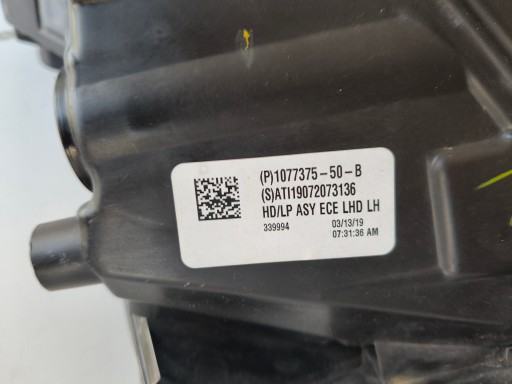 (P)1077375-50-B
(S)ATI19072073136
HD/LP ASY ECE LHD LH
339994 03/13/19
07:31:36 AM